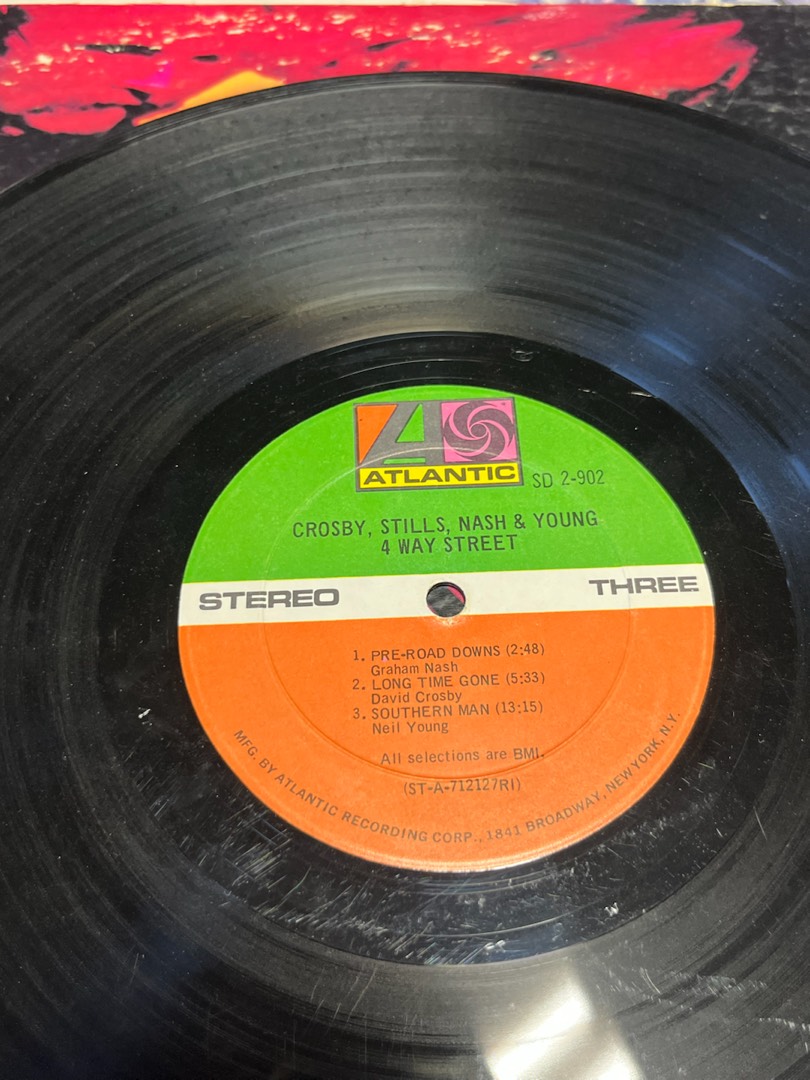 ATLANTIC
SD 2-902
CROSBY, STILLS, NASH & YOUNG
4 WAY STREET
STEREO
THREE
1. PRE-ROAD DOWNS (2:48)
Graham Nash
2. LONG TIME GONE (5:33)
David Crosby
3. SOUTHERN MAN (13:15)
Neil Young
All selections are BMI.
(ST-A-712127RI)
MFG. BY ATLANTIC RECORDING CORP., 1841 BROADWAY, NEW YORK, N.Y.